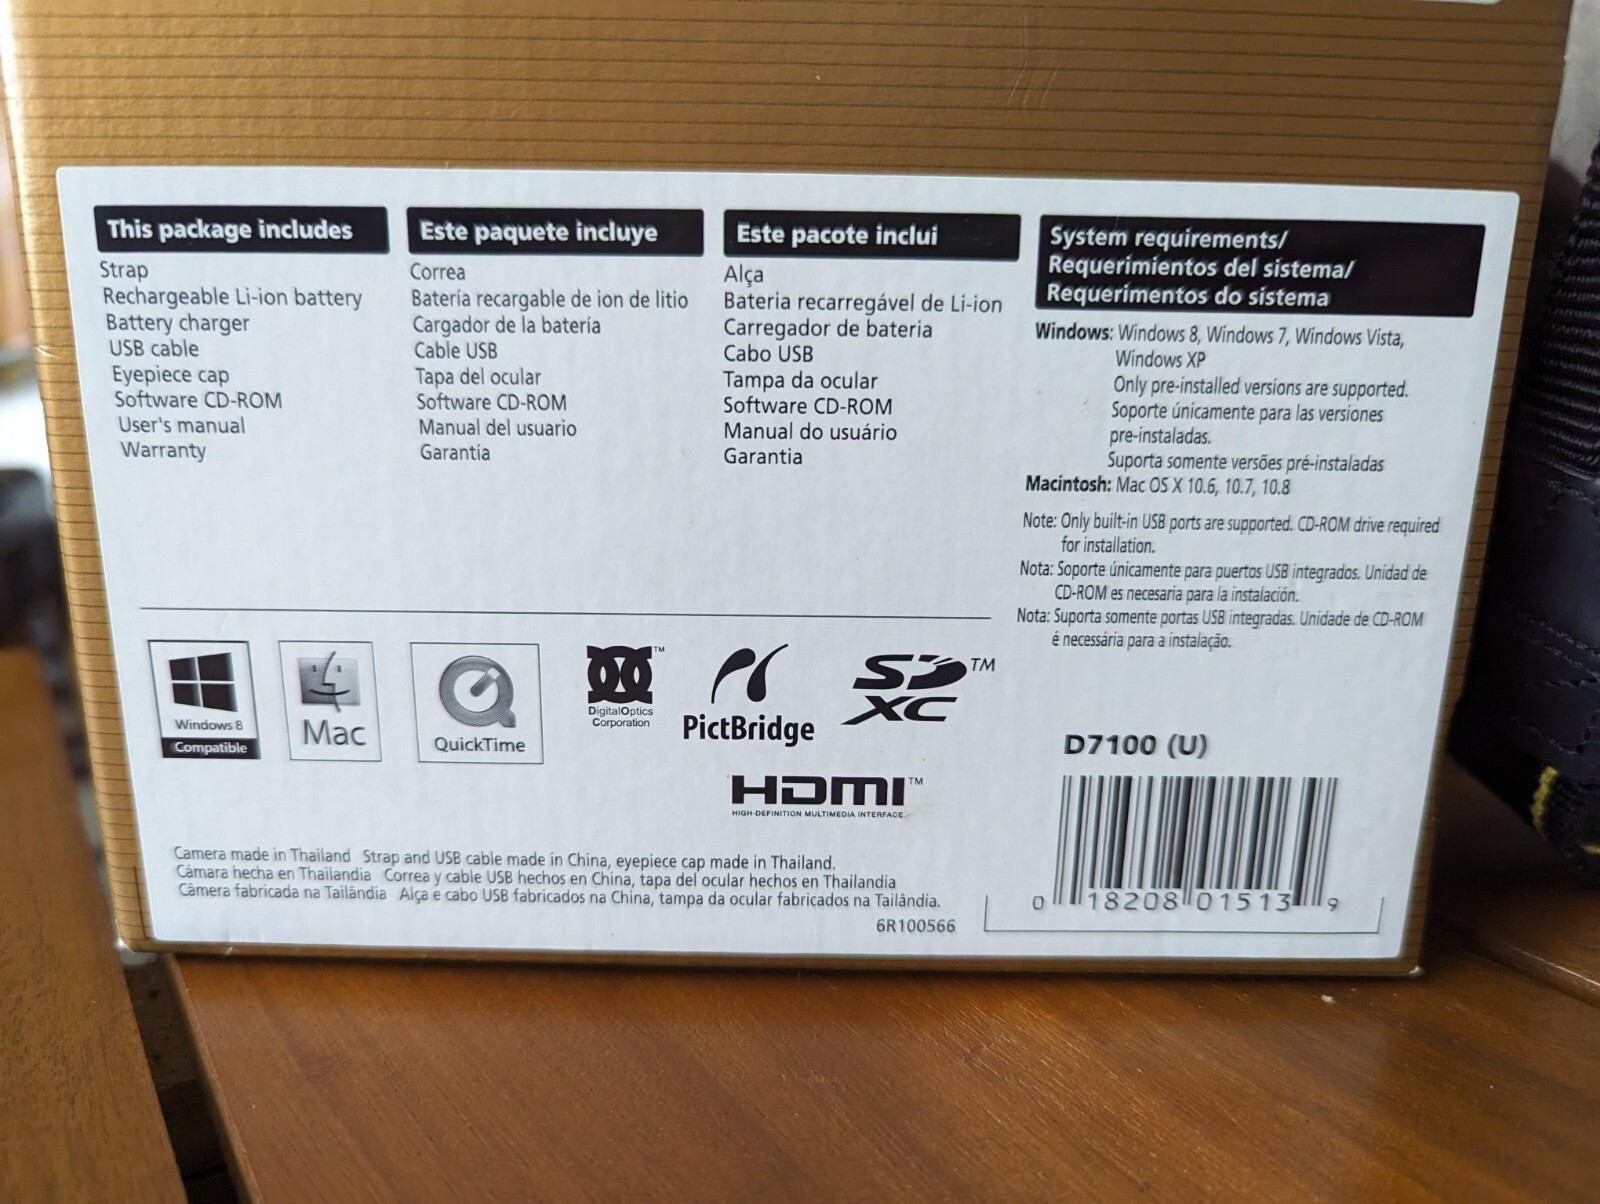 This package includes
Strap
Rechargeable Li-ion battery
Battery charger
USB cable
Eyepiece cap
Software CD-ROM
User's manual
Warranty
Este paquete incluye
Correa
Batería recargable de ion de litio
Cargador de la batería
Cable USB
Tapa del ocular
Software CD-ROM
Manual del usuario
Garantía
Este pacote inclui
Alça
Bateria recarregável de Li-ion
Carregador de bateria
Cabo USB
Tampa da ocular
Software CD-ROM
Manual do usuário
Garantia
System requirements/
Requerimientos del sistema/
Requerimentos do sistema
Windows: Windows 8, Windows 7, Windows Vista,
Windows XP
Only pre-installed versions are supported.
Soporte únicamente para las versiones
pre-instaladas.
Suporta somente versões pré-instaladas
Macintosh: Mac OS X 10.6, 10.7, 10.8
Note: Only built-in USB ports are supported. CD-ROM drive required
for installation.
Nota: Soporte únicamente para puertos USB integrados. Unidad de
CD-ROM es necesaria para la instalación.
Nota: Suporta somente portas USB integradas. Unidade de CD-ROM
é necessária para a instalação.
Windows 8
Compatible
Mac
QuickTime
TM
DigitalOptics
Corporation
PictBridge
SD TM
XC
HDMI TM
HIGH-DEFINITION MULTIMEDIA INTERFACE
D7100 (U)
0 18208 01513 9
Camera made in Thailand Strap and USB cable made in China, eyepiece cap made in Thailand.
Cámara hecha en Thailandia Correa y cable USB hechos en China, tapa del ocular hechos en Thailandia
Câmera fabricada na Tailândia Alça e cabo USB fabricados na China, tampa da ocular fabricados na Tailândia.
6R100566